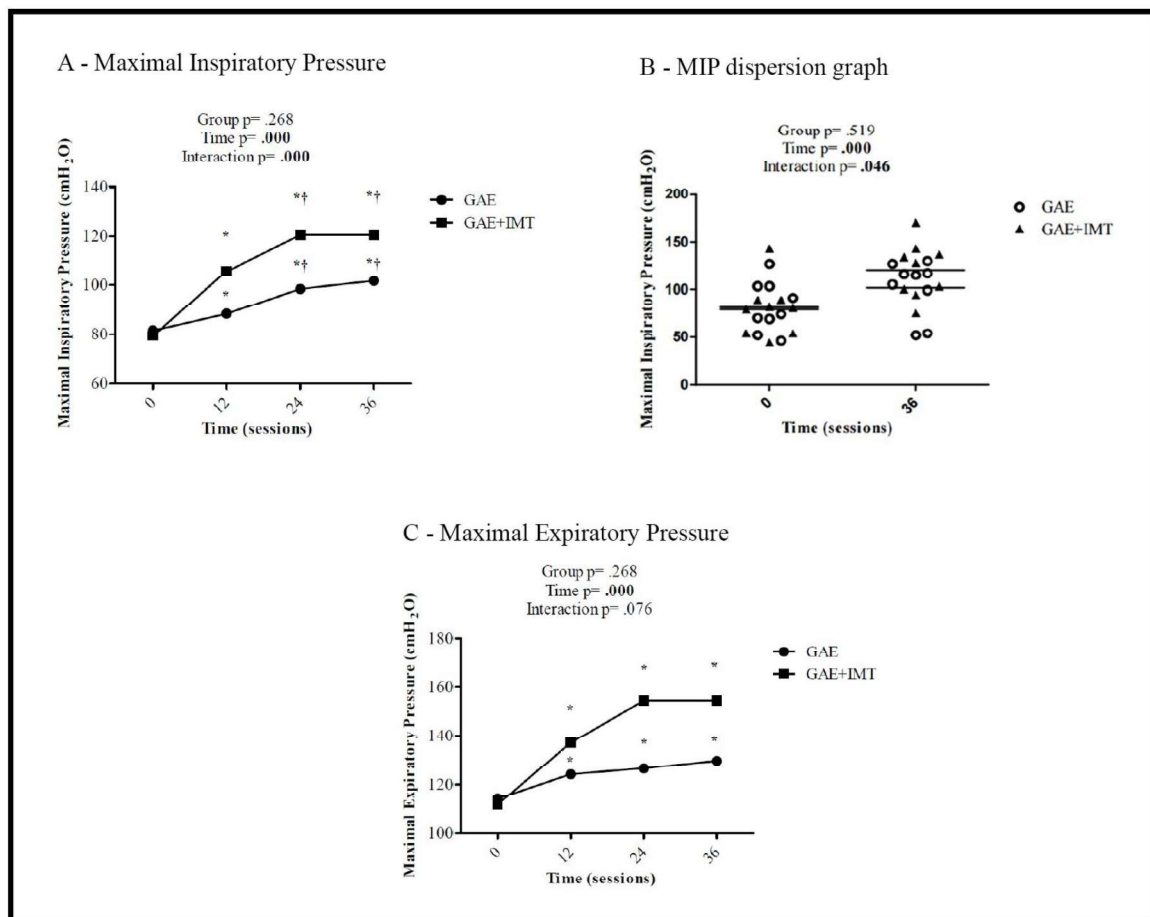 A - Maximal Inspiratory Pressure
Group p= .268
Time p= .000
Interaction p= .000
Maximal Inspiratory Pressure (cmH₂O)
140
120
100
80
60
* *† *†
* *† *†
0 12 24 36
Time (sessions)
GAE
GAE+IMT
B - MIP dispersion graph
Group p= .519
Time p= .000
Interaction p= .046
Maximal Inspiratory Pressure (cmH₂O)
200
150
100
50
0
0 36
Time (sessions)
GAE
GAE+IMT
C - Maximal Expiratory Pressure
Group p= .268
Time p= .000
Interaction p= .076
Maximal Expiratory Pressure (cmH₂O)
180
160
140
120
100
* * *
* * *
0 12 24 36
Time (sessions)
GAE
GAE+IMT